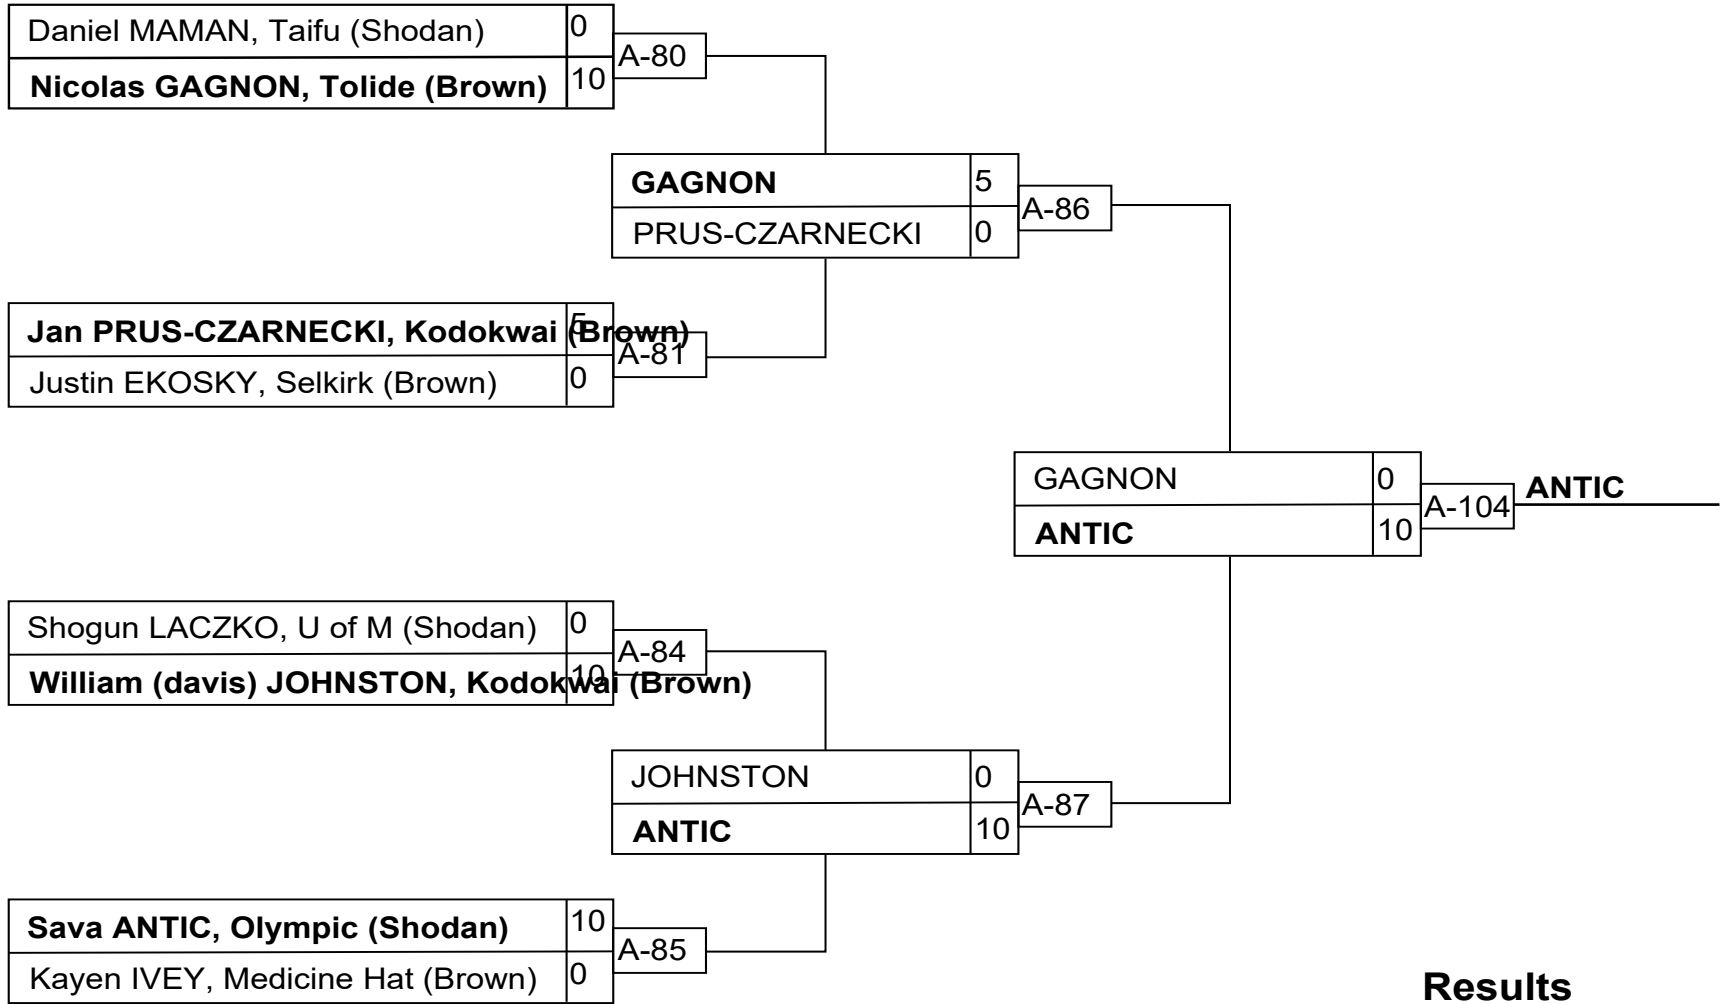 Daniel MAMAN, Taifu (Shodan) 0
A-80
Nicolas GAGNON, Tolide (Brown) 10
GAGNON 5
A-86
PRUS-CZARNECKI 0
Jan PRUS-CZARNECKI, Kodokwai (Brown) 5
A-81
Justin EKOSKY, Selkirk (Brown) 0
GAGNON 0
A-104 ANTIC
ANTIC 10
Shogun LACZKO, U of M (Shodan) 0
A-84
William (davis) JOHNSTON, Kodokwai (Brown) 10
JOHNSTON 0
A-87
ANTIC 10
Sava ANTIC, Olympic (Shodan) 10
A-85
Kayen IVEY, Medicine Hat (Brown) 0
Results